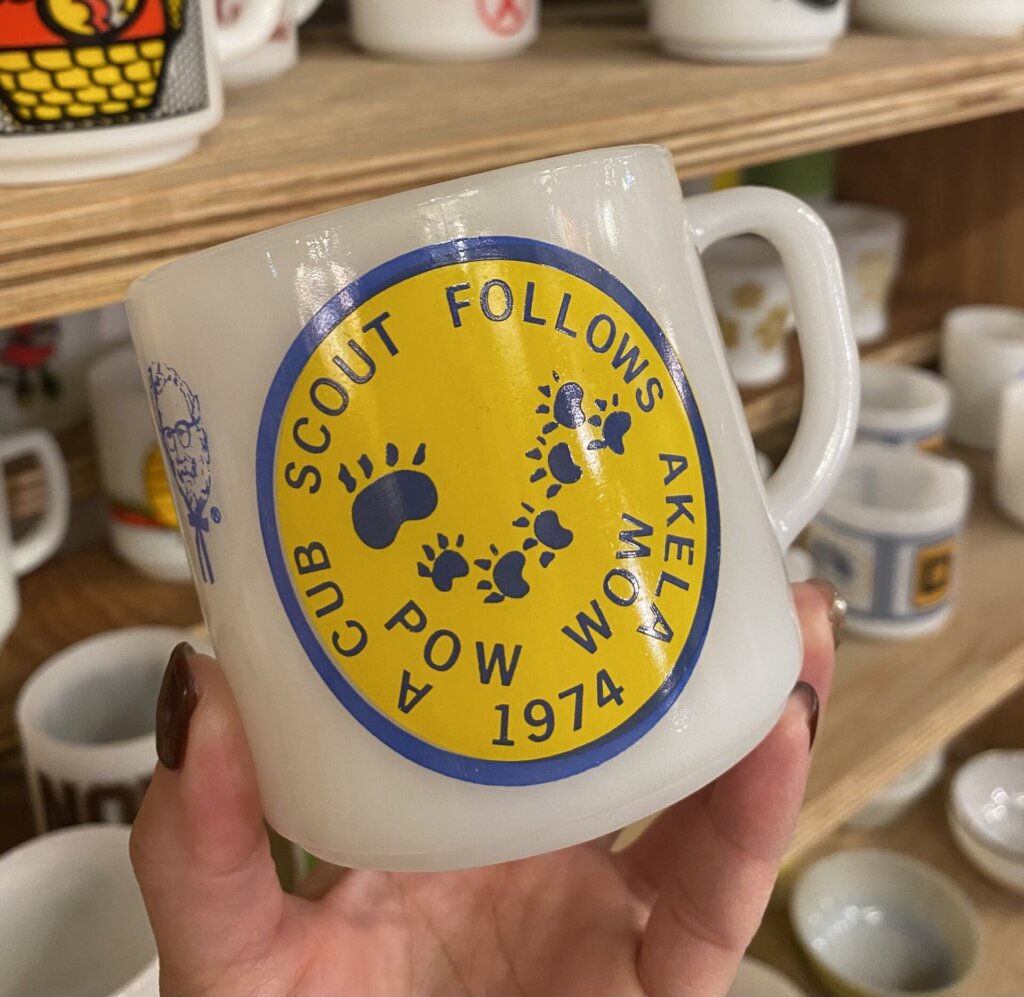 A CUB SCOUT FOLLOWS AKELA
POW WOW
1974
®